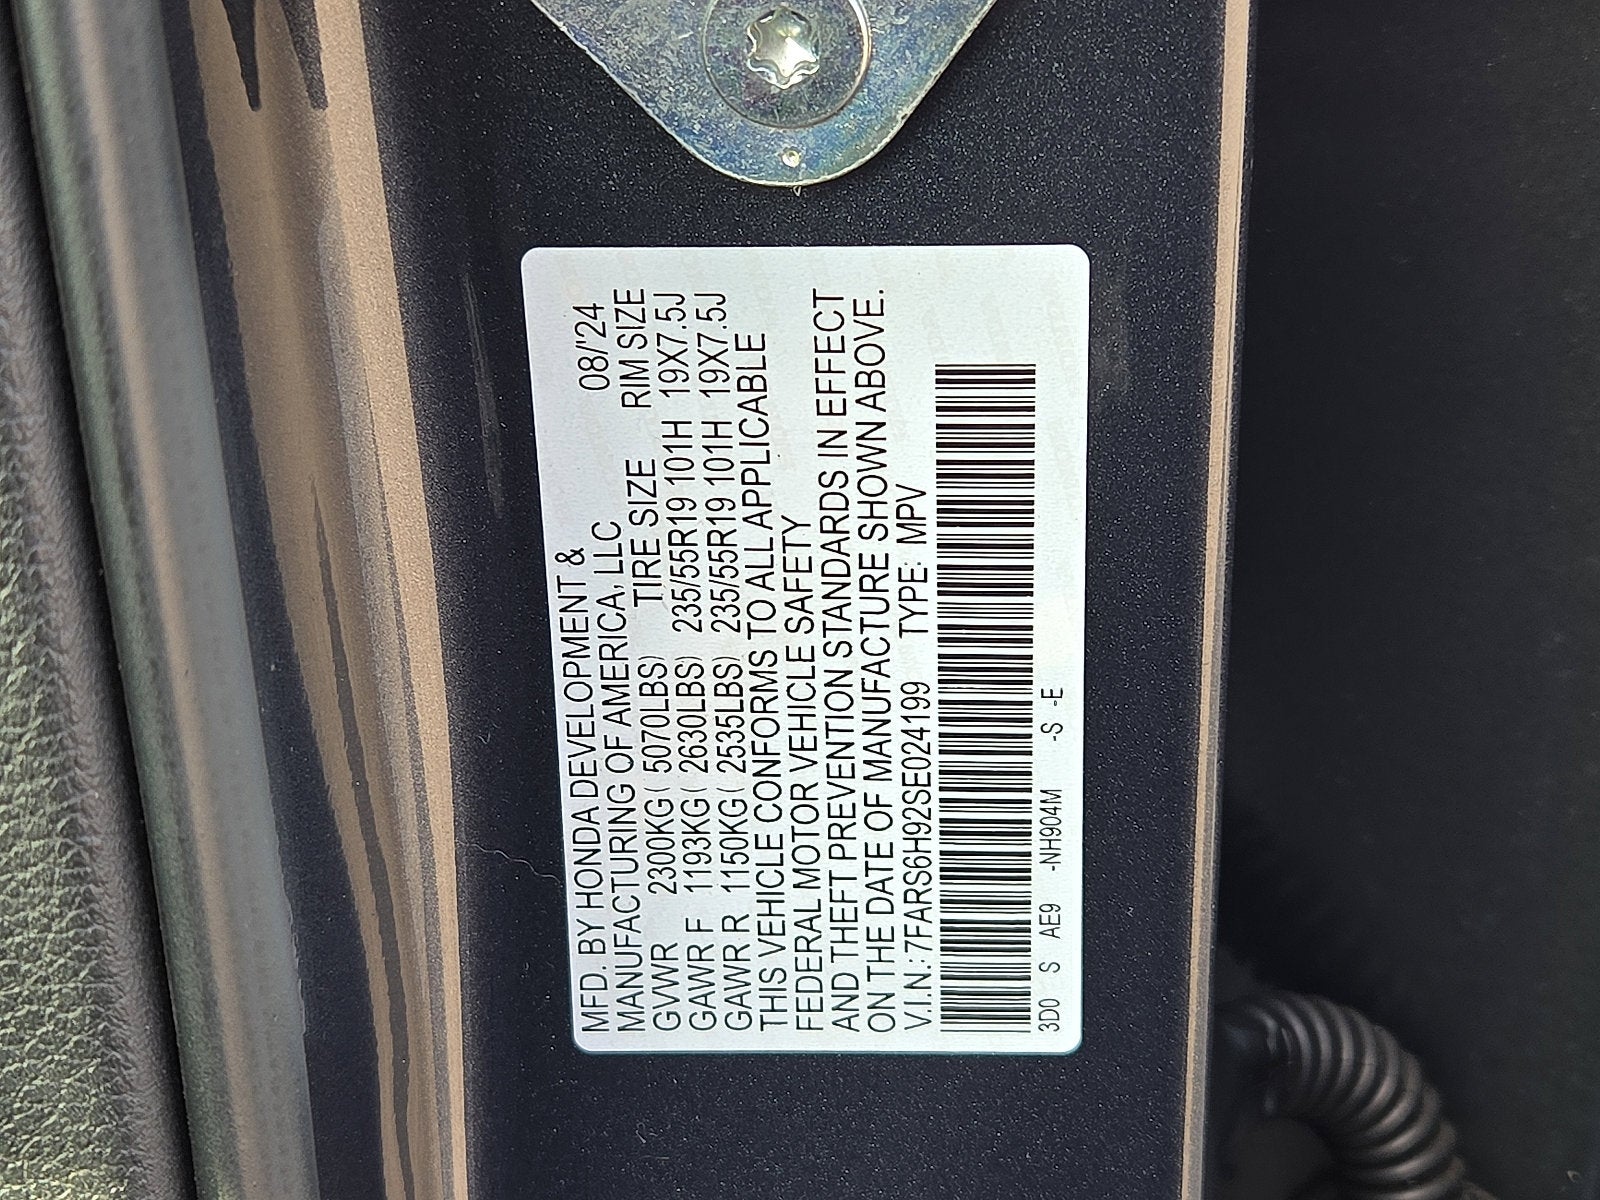 MFD. BY HONDA DEVELOPMENT &
MANUFACTURING OF AMERICA, LLC 08/'24
GVWR 2300KG( 5070LBS) TIRE SIZE RIM SIZE
GAWR F 1193KG( 2630LBS) 235/55R19 101H 19X7.5J
GAWR R 1150KG( 2535LBS) 235/55R19 101H 19X7.5J
THIS VEHICLE CONFORMS TO ALL APPLICABLE
FEDERAL MOTOR VEHICLE SAFETY
AND THEFT PREVENTION STANDARDS IN EFFECT
ON THE DATE OF MANUFACTURE SHOWN ABOVE.
V.I.N.: 7FARS6H92SE024199 TYPE: MPV
3D0 S AE9 -NH904M -S -E